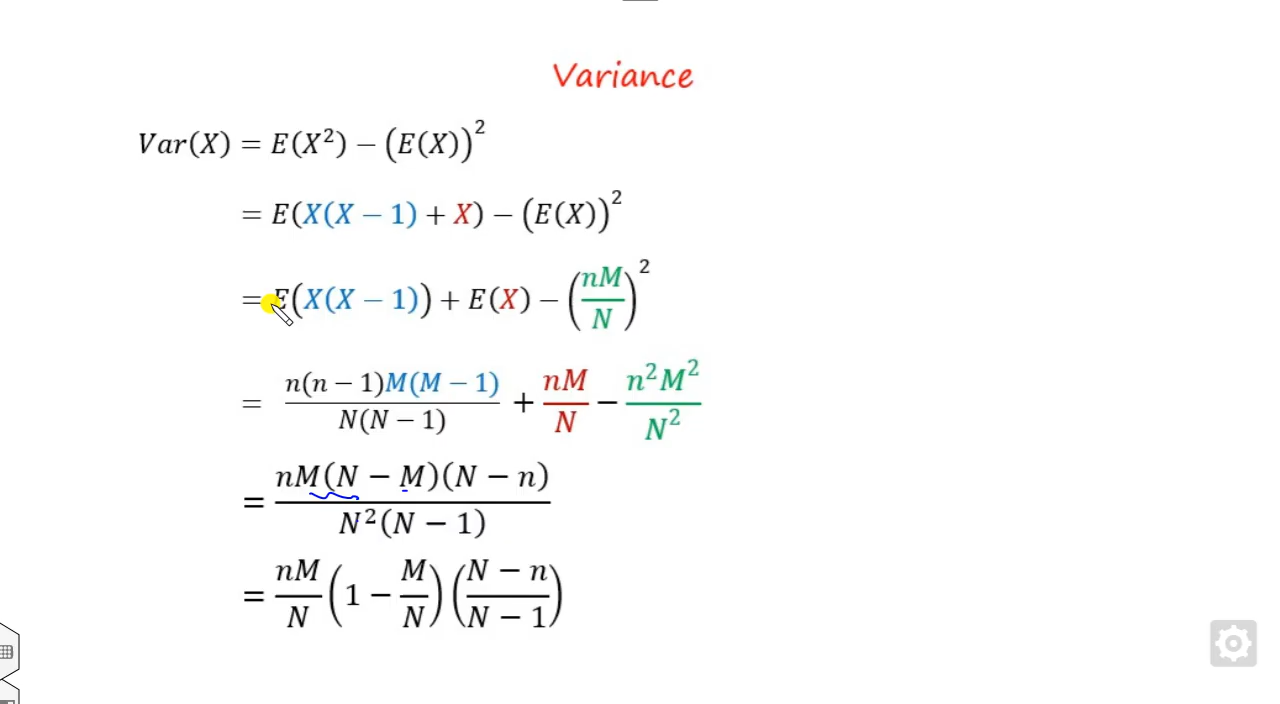 Variance
Var(X) = E(X²) − (E(X))²
= E(X(X − 1) + X) − (E(X))²
= E(X(X − 1)) + E(X) − (nM/N)²
= n(n − 1)M(M − 1)/N(N − 1) + nM/N − n²M²/N²
= nM(N − M)(N − n)/N²(N − 1)
= nM/N (1 − M/N) (N − n/N − 1)